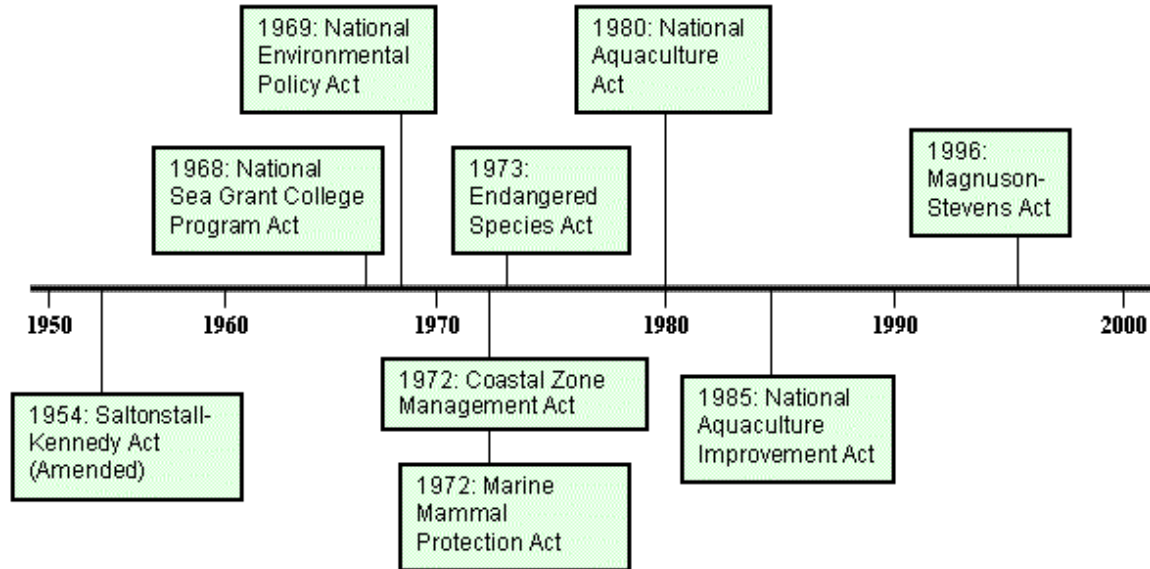 1969: National
Environmental
Policy Act
1980: National
Aquaculture
Act
1968: National
Sea Grant College
Program Act
1973:
Endangered
Species Act
1996:
Magnuson-
Stevens Act
1950 1960 1970 1980 1990 2000
1954: Saltonstall-
Kennedy Act
(Amended)
1972: Coastal Zone
Management Act
1985: National
Aquaculture
Improvement Act
1972: Marine
Mammal
Protection Act